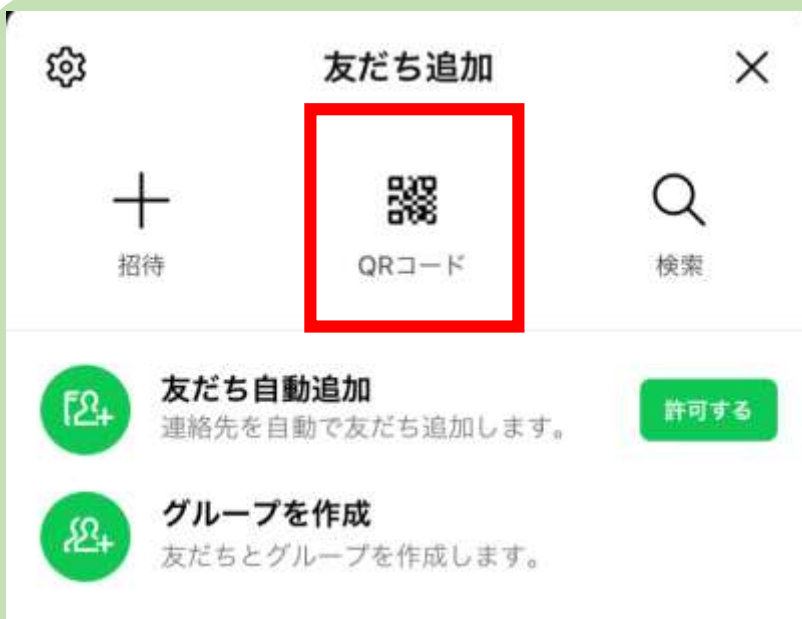 友だち追加
招待
QRコード
検索
友だち自動追加
連絡先を自動で友だち追加します。
許可する
グループを作成
友だちとグループを作成します。